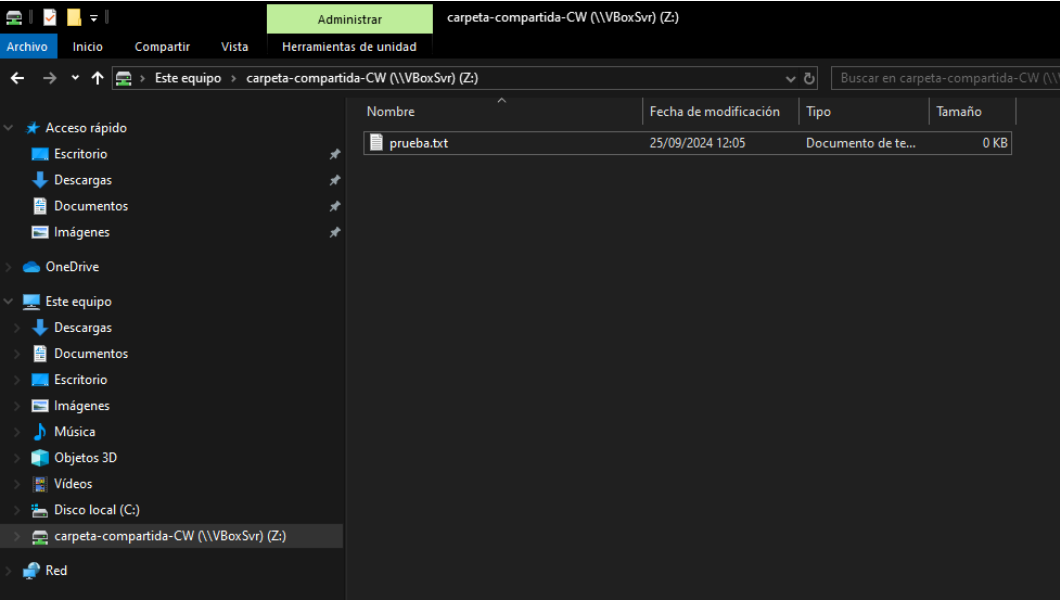 Administrar carpeta-compartida-CW (\\VBoxSvr) (Z:)
Archivo Inicio Compartir Vista Herramientas de unidad
Este equipo carpeta-compartida-CW (\\VBoxSvr) (Z:) Buscar en carpeta-compartida-CW (\\
Nombre Fecha de modificación Tipo Tamaño
prueba.txt 25/09/2024 12:05 Documento de te... 0 KB
Acceso rápido
Escritorio
Descargas
Documentos
Imágenes
OneDrive
Este equipo
Descargas
Documentos
Escritorio
Imágenes
Música
Objetos 3D
Vídeos
Disco local (C:)
carpeta-compartida-CW (\\VBoxSvr) (Z:)
Red